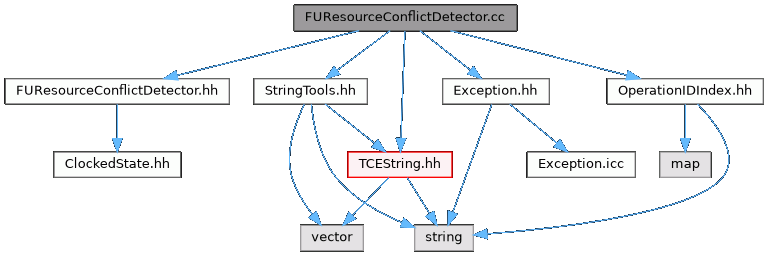 FUResourceConflictDetector.cc
FUResourceConflictDetector.hh
StringTools.hh
Exception.hh
OperationIDIndex.hh
ClockedState.hh
TCEString.hh
Exception.icc
map
vector
string